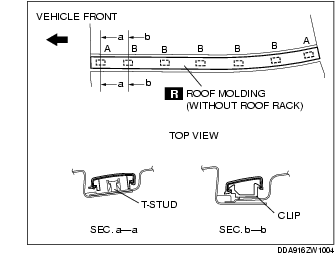 VEHICLE FRONT
a b
A B B B B B A
a b
R ROOF MOLDING
(WITHOUT ROOF RACK)
TOP VIEW
T-STUD
CLIP
SEC. a—a SEC. b—b
DDA916ZW1004